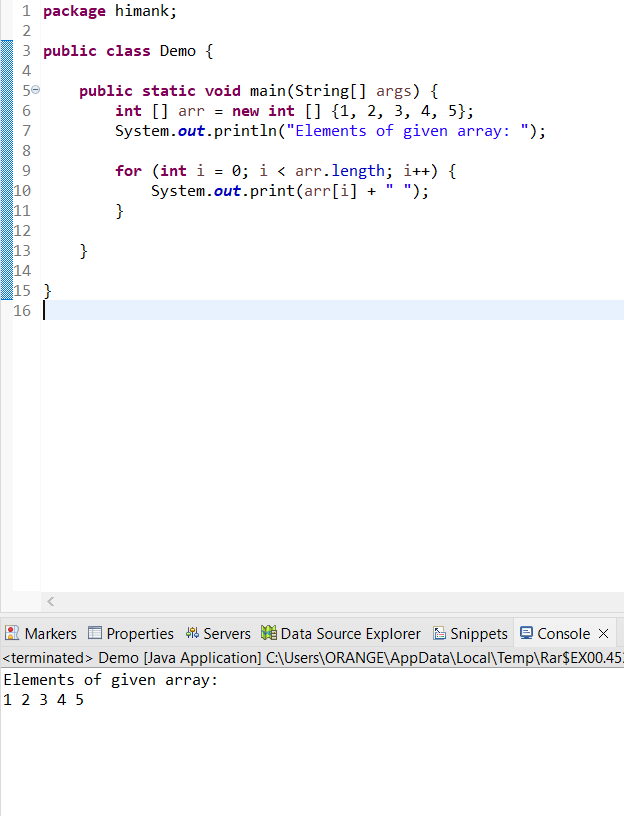 1 package himank;
2
3 public class Demo {
4
5 public static void main(String[] args) {
6 int [] arr = new int [] {1, 2, 3, 4, 5};
7 System.out.println("Elements of given array: ");
8
9 for (int i = 0; i < arr.length; i++) {
10 System.out.print(arr[i] + " ");
11 }
12
13 }
14
15 }
16
Markers Properties Servers Data Source Explorer Snippets Console
<terminated> Demo [Java Application] C:\Users\ORANGE\AppData\Local\Temp\Rar$EX00.45
Elements of given array:
1 2 3 4 5